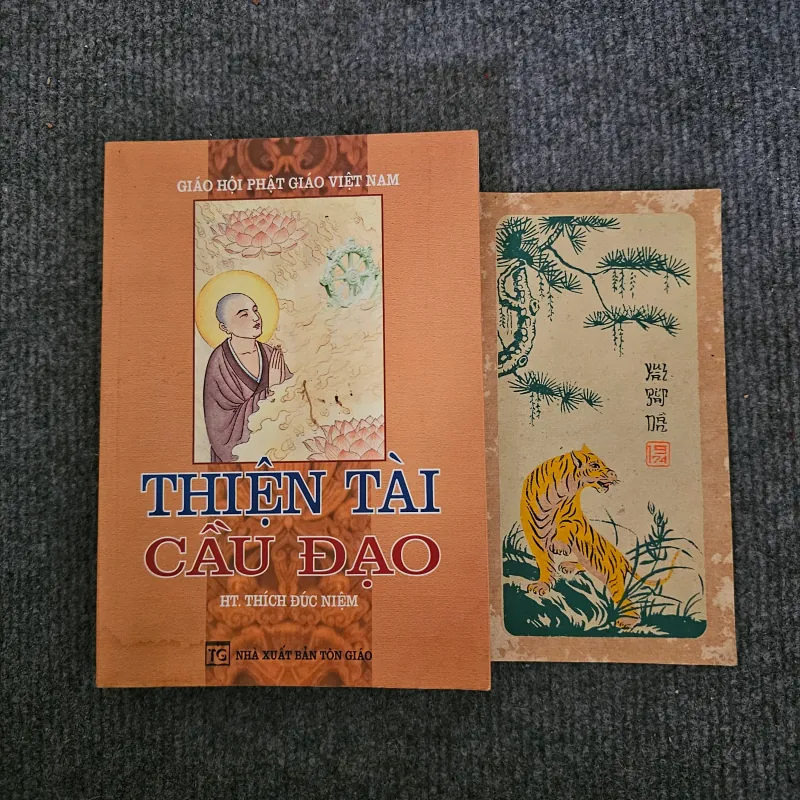 GIÁO HỘI PHẬT GIÁO VIỆT NAM
THIỆN TÀI
CẦU ĐẠO
HT. THÍCH ĐỨC NIỆM
TG NHÀ XUẤT BẢN TÔN GIÁO